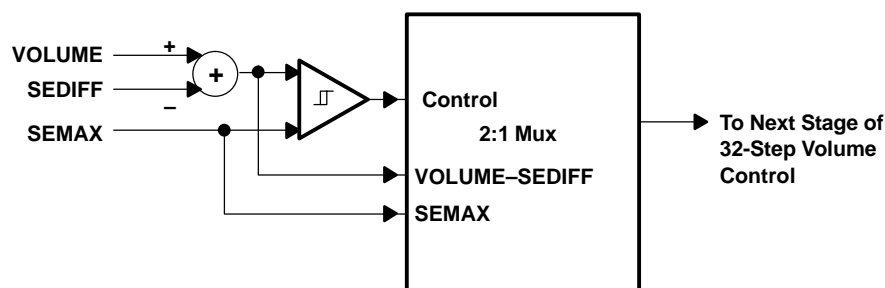 VOLUME
+
SEDIFF
–
+
SEMAX
Control
2:1 Mux
VOLUME–SEDIFF
SEMAX
To Next Stage of
32-Step Volume
Control